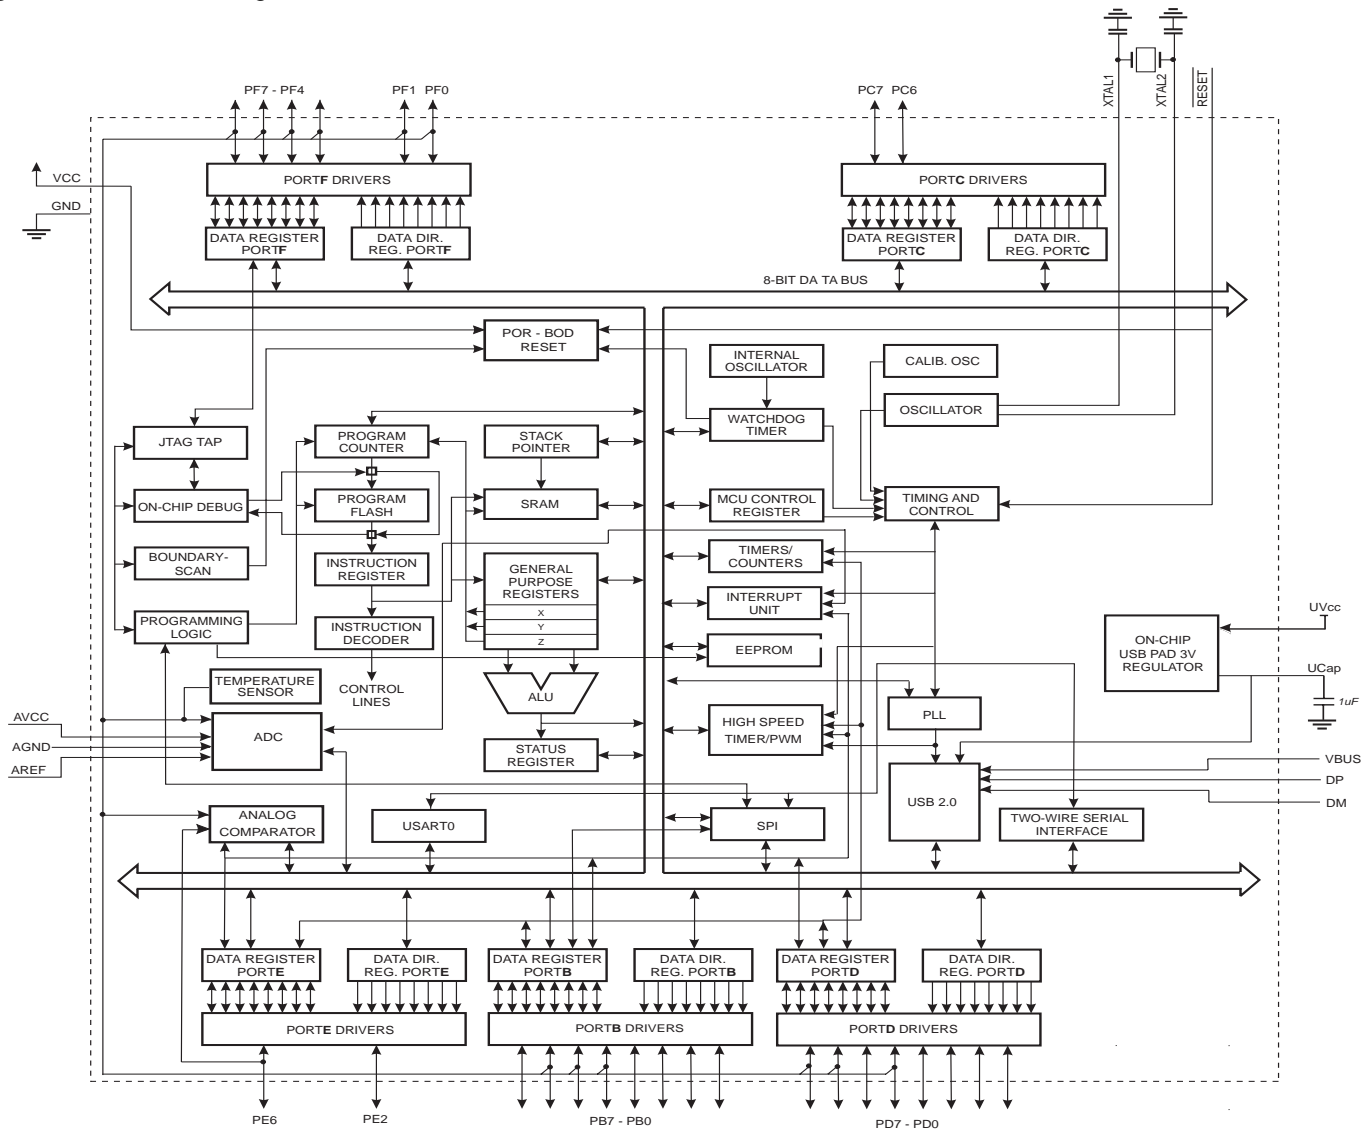 XTAL1
XTAL2
RESET
PF7 - PF4
PF1
PF0
PC7
PC6
VCC
GND
PORTF DRIVERS
PORTC DRIVERS
DATA REGISTER
PORTF
DATA DIR.
REG. PORTF
DATA REGISTER
PORTC
DATA DIR.
REG. PORTC
8-BIT DA TA BUS
POR - BOD
RESET
INTERNAL
OSCILLATOR
CALIB. OSC
OSCILLATOR
WATCHDOG
TIMER
JTAG TAP
PROGRAM
COUNTER
STACK
POINTER
ON-CHIP DEBUG
PROGRAM
FLASH
SRAM
MCU CONTROL
REGISTER
TIMING AND
CONTROL
BOUNDARY-
SCAN
INSTRUCTION
REGISTER
GENERAL
PURPOSE
REGISTERS
X
Y
Z
TIMERS/
COUNTERS
INTERRUPT
UNIT
PROGRAMMING
LOGIC
INSTRUCTION
DECODER
EEPROM
UVcc
ON-CHIP
USB PAD 3V
REGULATOR
UCap
1uF
TEMPERATURE
SENSOR
CONTROL
LINES
ALU
AVCC
AGND
AREF
ADC
STATUS
REGISTER
HIGH SPEED
TIMER/PWM
PLL
VBUS
DP
DM
USB 2.0
ANALOG
COMPARATOR
USART0
SPI
TWO-WIRE SERIAL
INTERFACE
DATA REGISTER
PORTE
DATA DIR.
REG. PORTE
DATA REGISTER
PORTB
DATA DIR.
REG. PORTB
DATA REGISTER
PORTD
DATA DIR.
REG. PORTD
PORTE DRIVERS
PORTB DRIVERS
PORTD DRIVERS
PE6
PE2
PB7 - PB0
PD7 - PD0